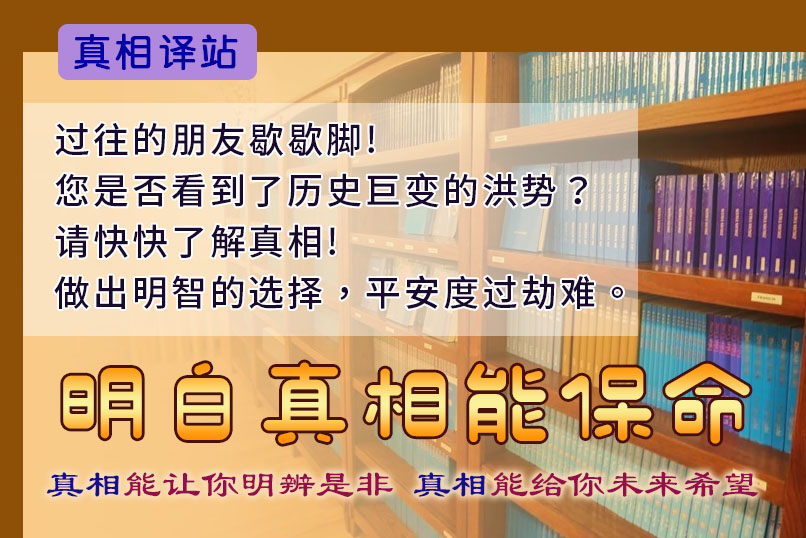 真相译站
过往的朋友歇歇脚!
您是否看到了历史巨变的洪势？
请快快了解真相!
做出明智的选择，平安度过劫难。
明白真相能保命
真相能让你明辨是非 真相能给你未来希望